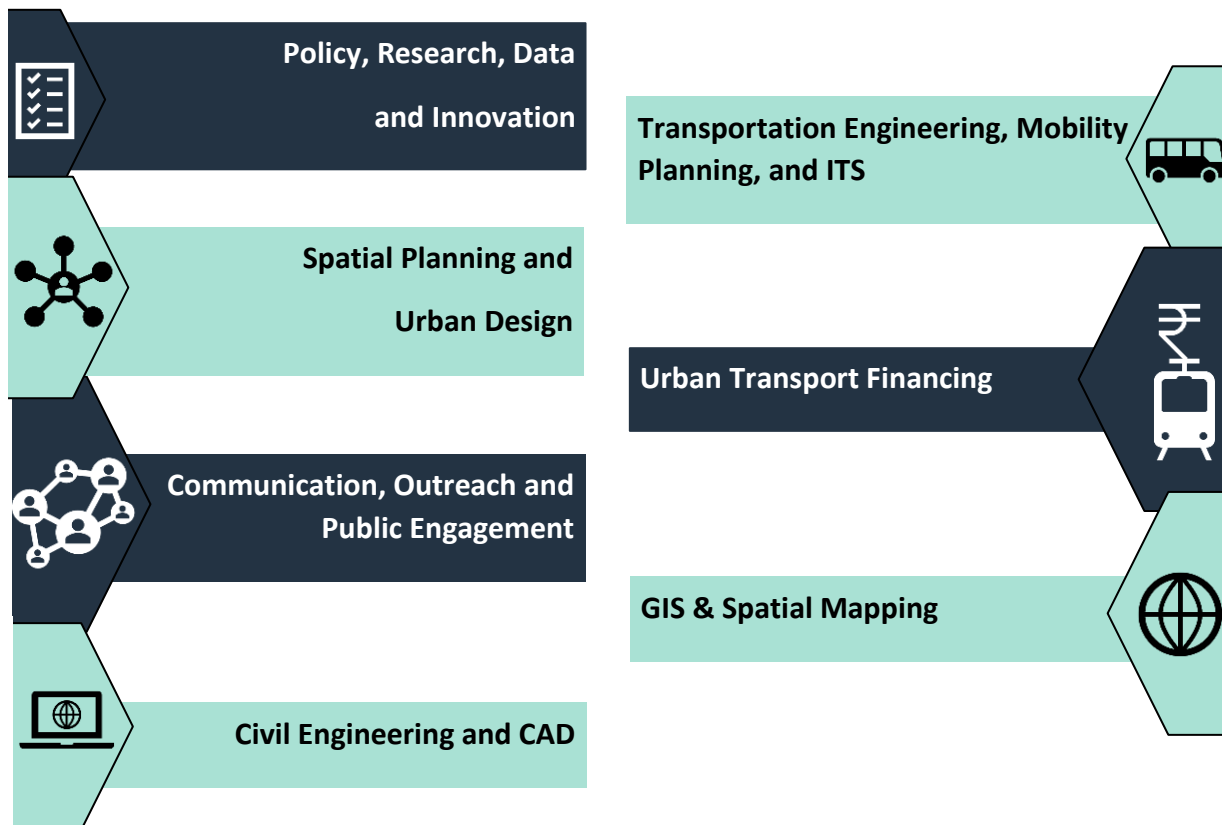 Policy, Research, Data
and Innovation
Spatial Planning and
Urban Design
Communication, Outreach and
Public Engagement
Civil Engineering and CAD
Transportation Engineering, Mobility
Planning, and ITS
Urban Transport Financing
GIS & Spatial Mapping